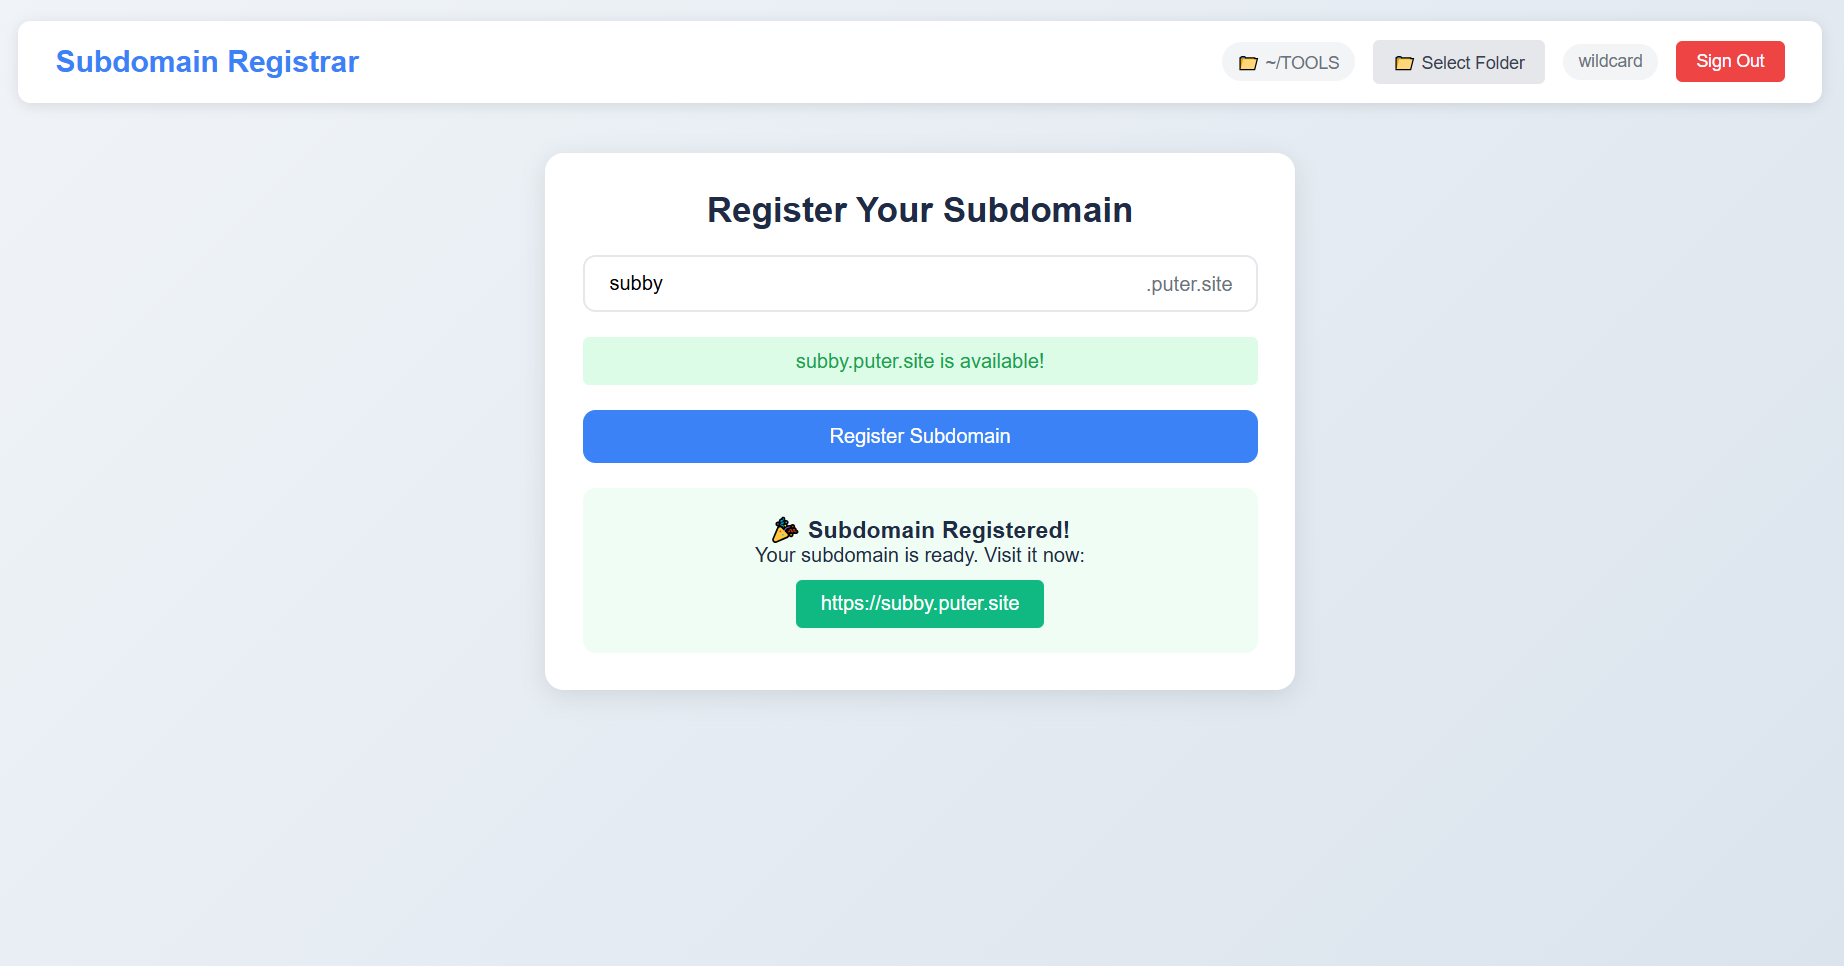 Subdomain Registrar
~/TOOLS
Select Folder
wildcard
Sign Out
Register Your Subdomain
subby
.puter.site
subby.puter.site is available!
Register Subdomain
Subdomain Registered!
Your subdomain is ready. Visit it now:
https://subby.puter.site